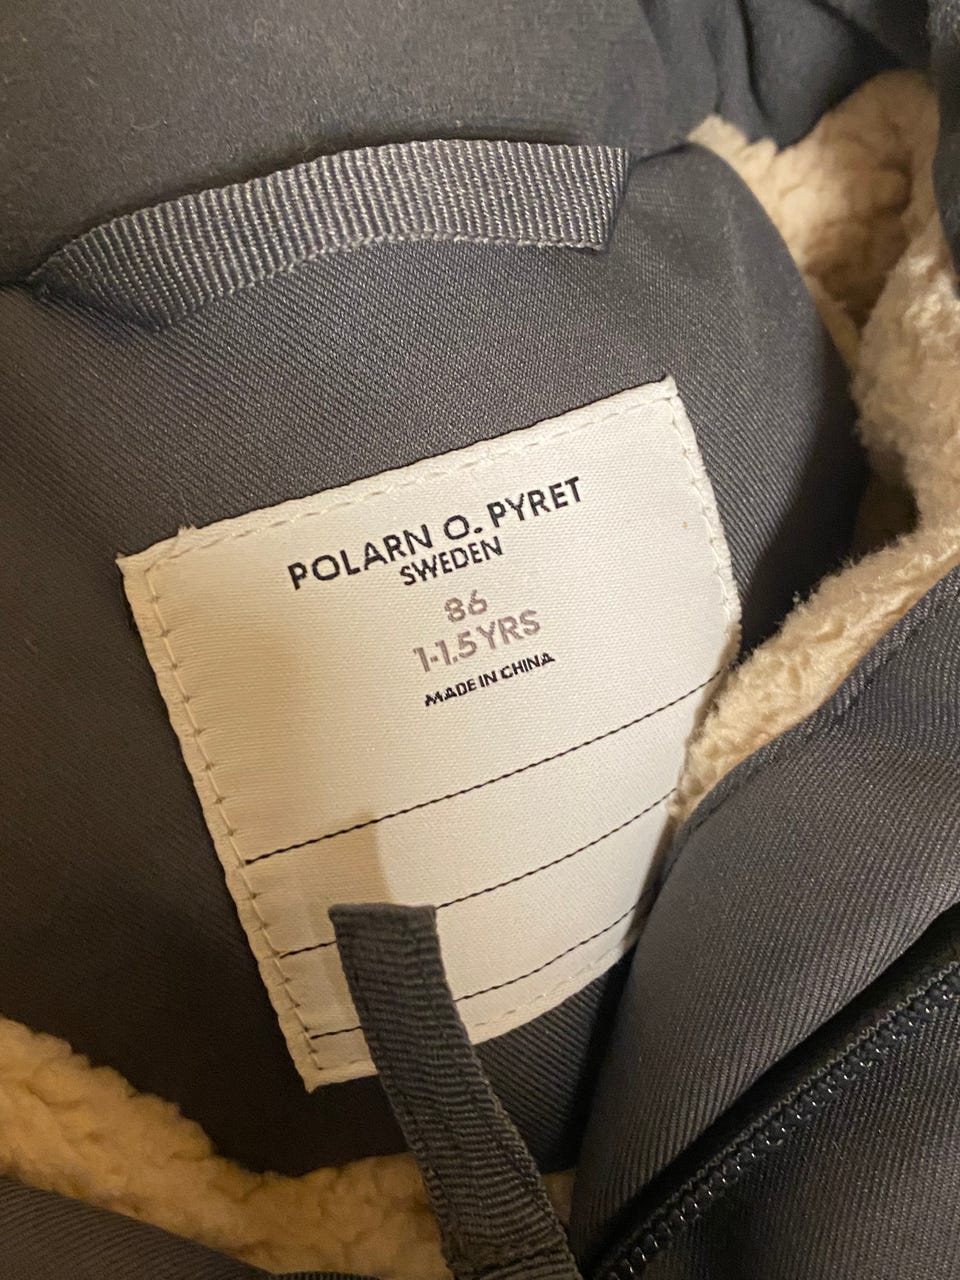 POLARN O. PYRET
SWEDEN
86
1-1.5 YRS
MADE IN CHINA